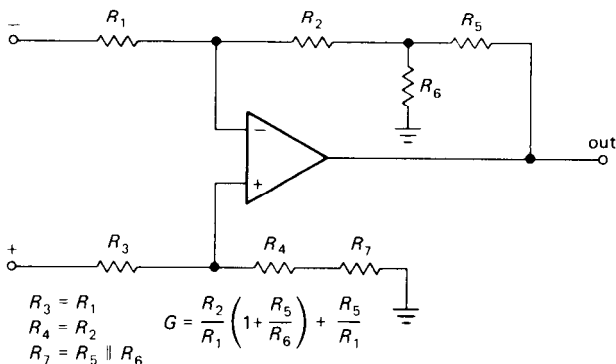 R1
R2
R5
R6
−
−
+
out
+
R3
R4
R7
R3 = R1
R4 = R2
R7 = R5 || R6
G = R2/R1 (1 + R5/R6) + R5/R1